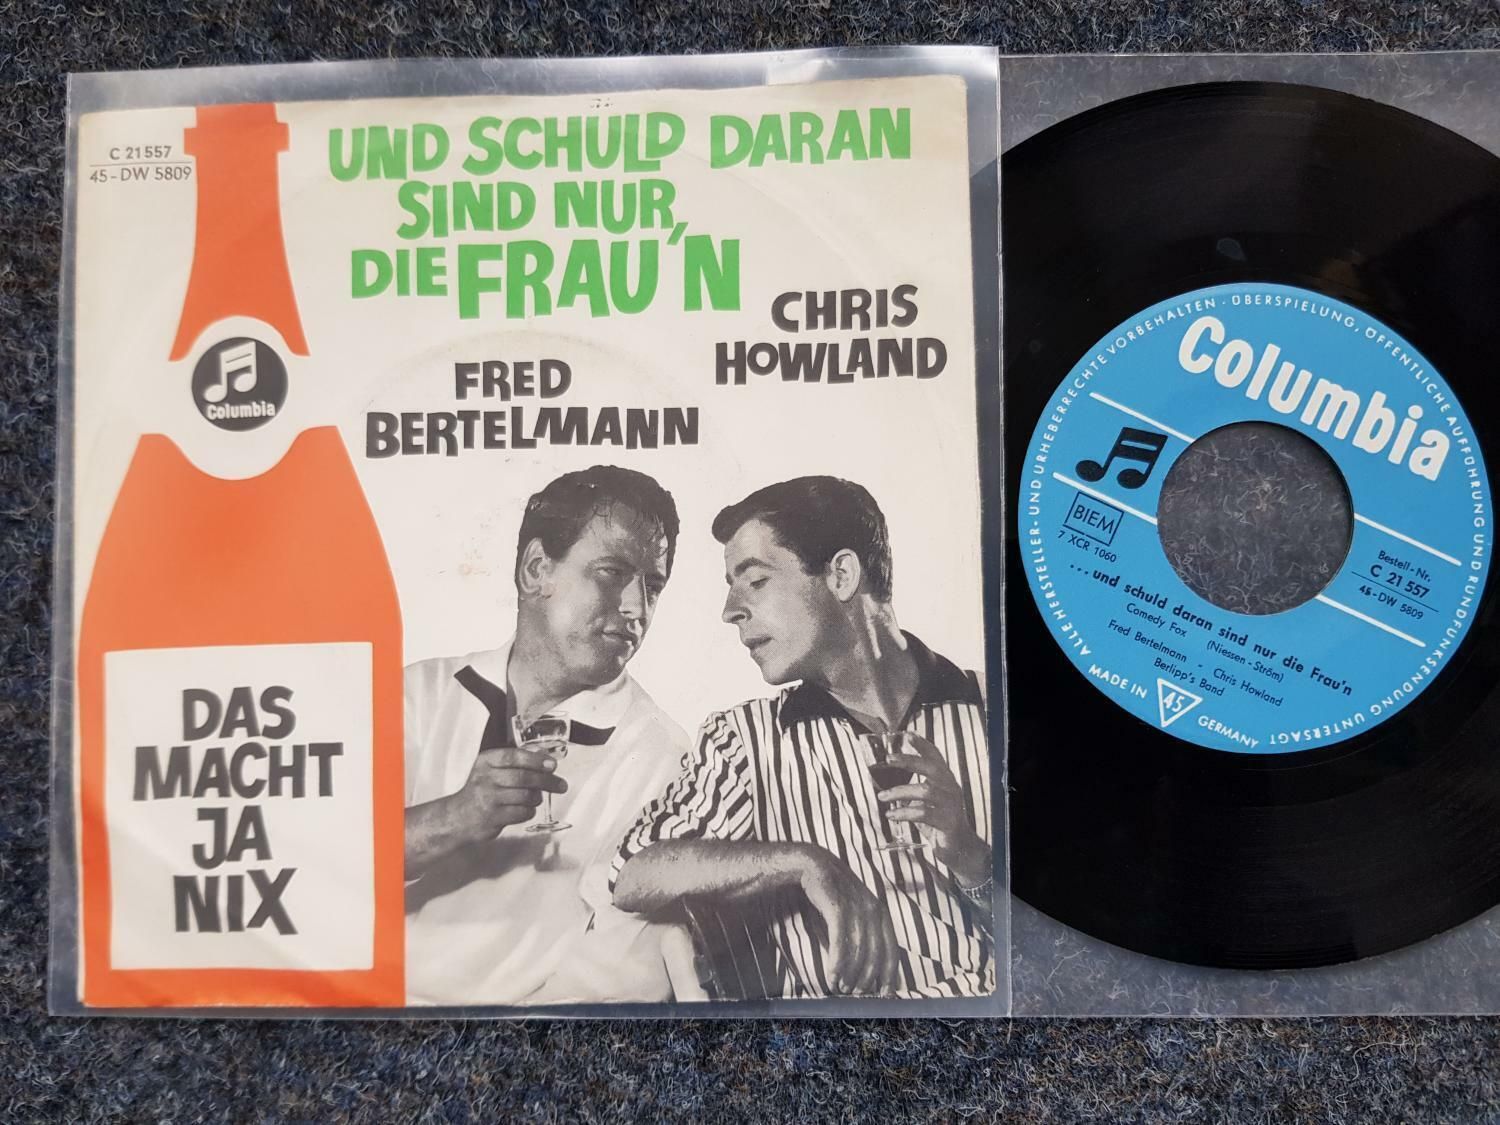 C 21 557
45-DW 5809
UND SCHULD DARAN
SIND NUR,
DIE FRAU'N
CHRIS
HOWLAND
FRED
BERTELMANN
Columbia
DAS
MACHT
JA
NIX
Columbia
ALLE HERSTELLER- UND URHEBERRECHTE VORBEHALTEN · ÜBERSPIELUNG, ÖFFENTLICHE AUFFÜHRUNG UND RUNDFUNKSENDUNG UNTERSAGT
BIEM
7 XCR 1060
Bestell-Nr.
C 21 557
45-DW 5809
...und schuld daran sind nur die Frau'n
Comedy Fox (Niessen-Ström)
Fred Bertelmann - Chris Howland
Berlipp's Band
MADE IN 45 GERMANY